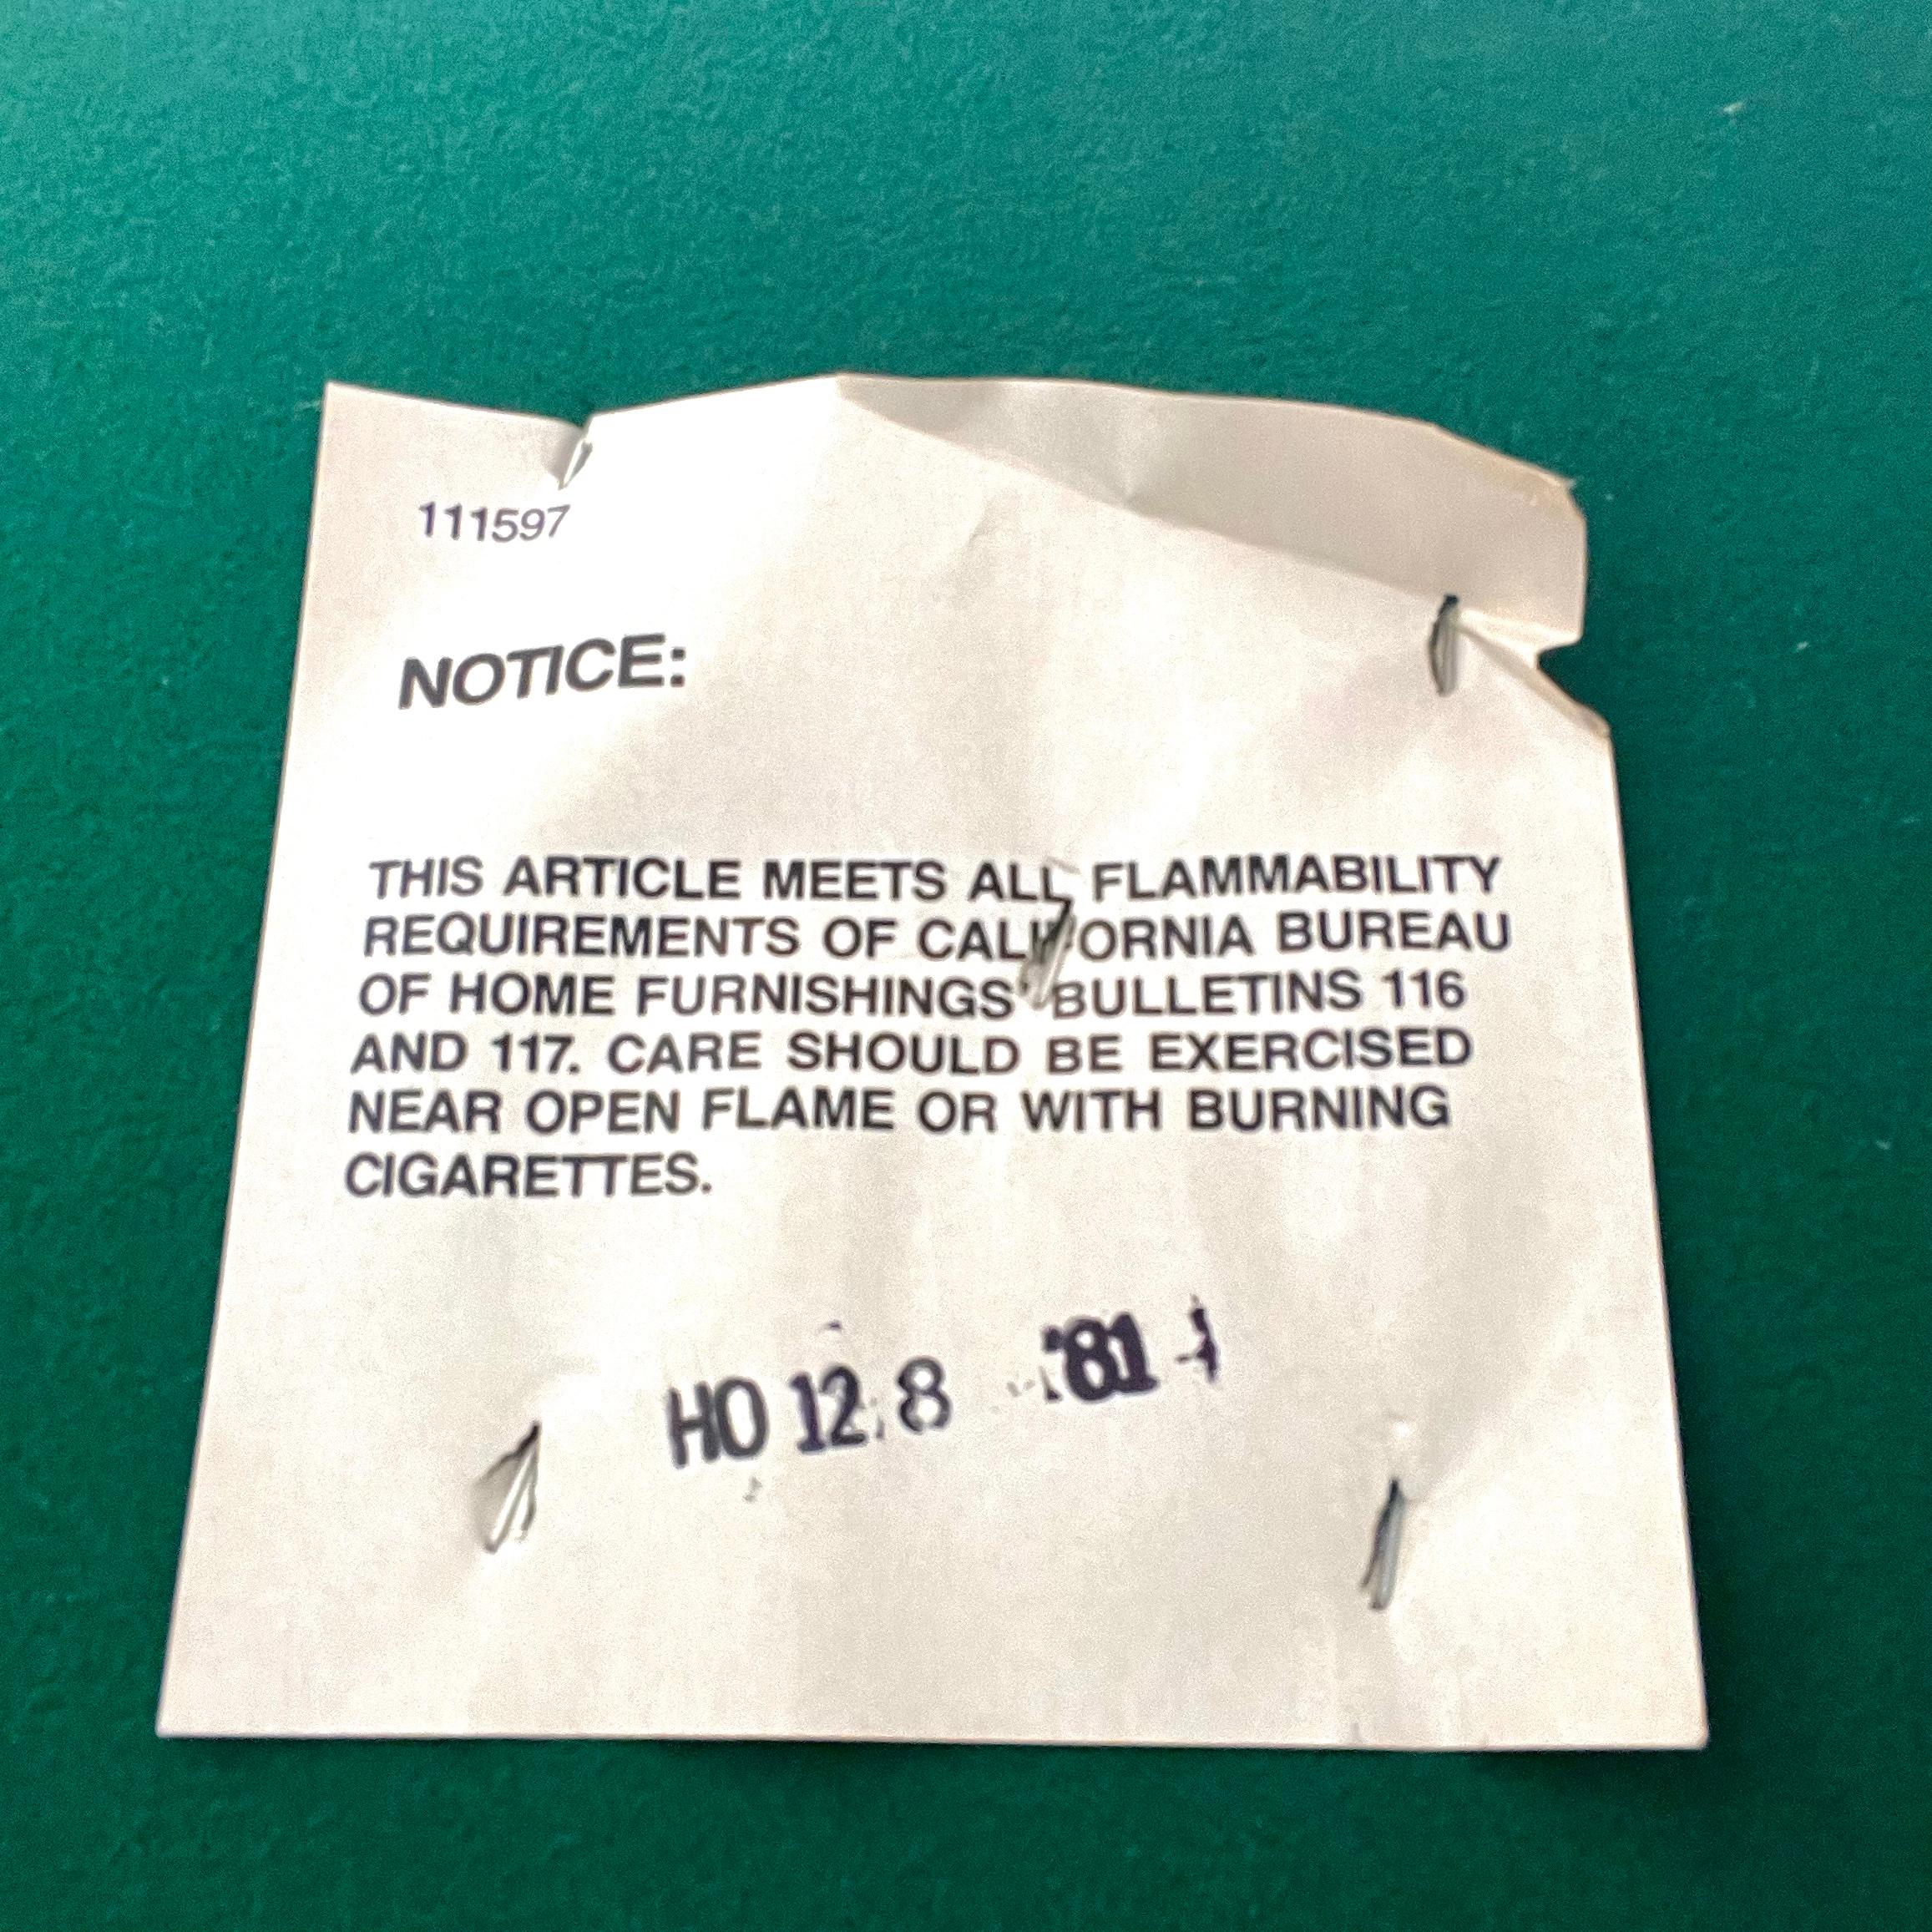 111597
NOTICE:
THIS ARTICLE MEETS ALL FLAMMABILITY
REQUIREMENTS OF CALIFORNIA BUREAU
OF HOME FURNISHINGS' BULLETINS 116
AND 117. CARE SHOULD BE EXERCISED
NEAR OPEN FLAME OR WITH BURNING
CIGARETTES.
HO 12.8 '81